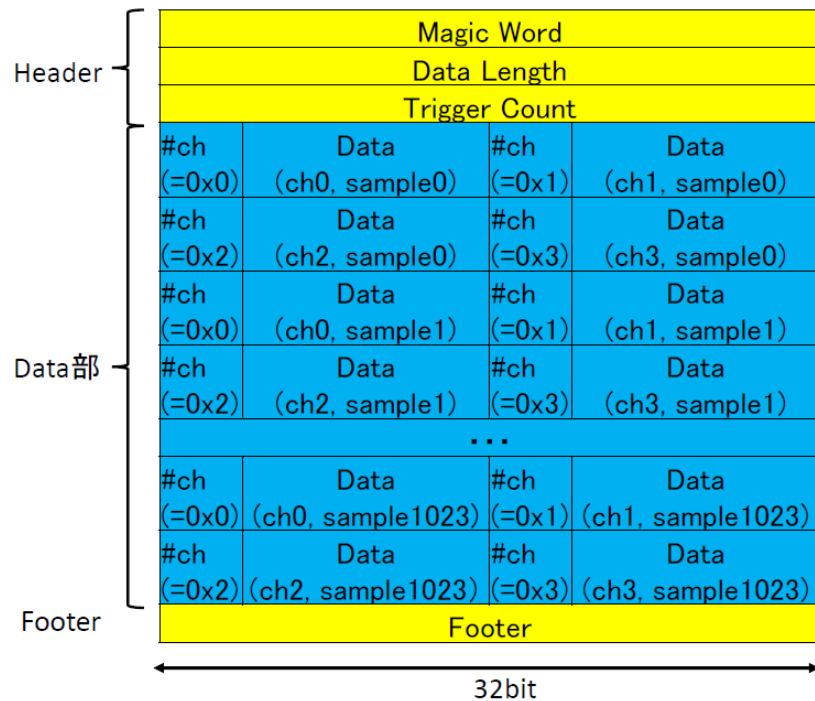 Magic Word
Header
Data Length
Trigger Count
#ch Data #ch Data
(=0x0) (ch0, sample0) (=0x1) (ch1, sample0)
#ch Data #ch Data
(=0x2) (ch2, sample0) (=0x3) (ch3, sample0)
#ch Data #ch Data
(=0x0) (ch0, sample1) (=0x1) (ch1, sample1)
Data部
#ch Data #ch Data
(=0x2) (ch2, sample1) (=0x3) (ch3, sample1)
...
#ch Data #ch Data
(=0x0) (ch0, sample1023) (=0x1) (ch1, sample1023)
#ch Data #ch Data
(=0x2) (ch2, sample1023) (=0x3) (ch3, sample1023)
Footer
Footer
32bit